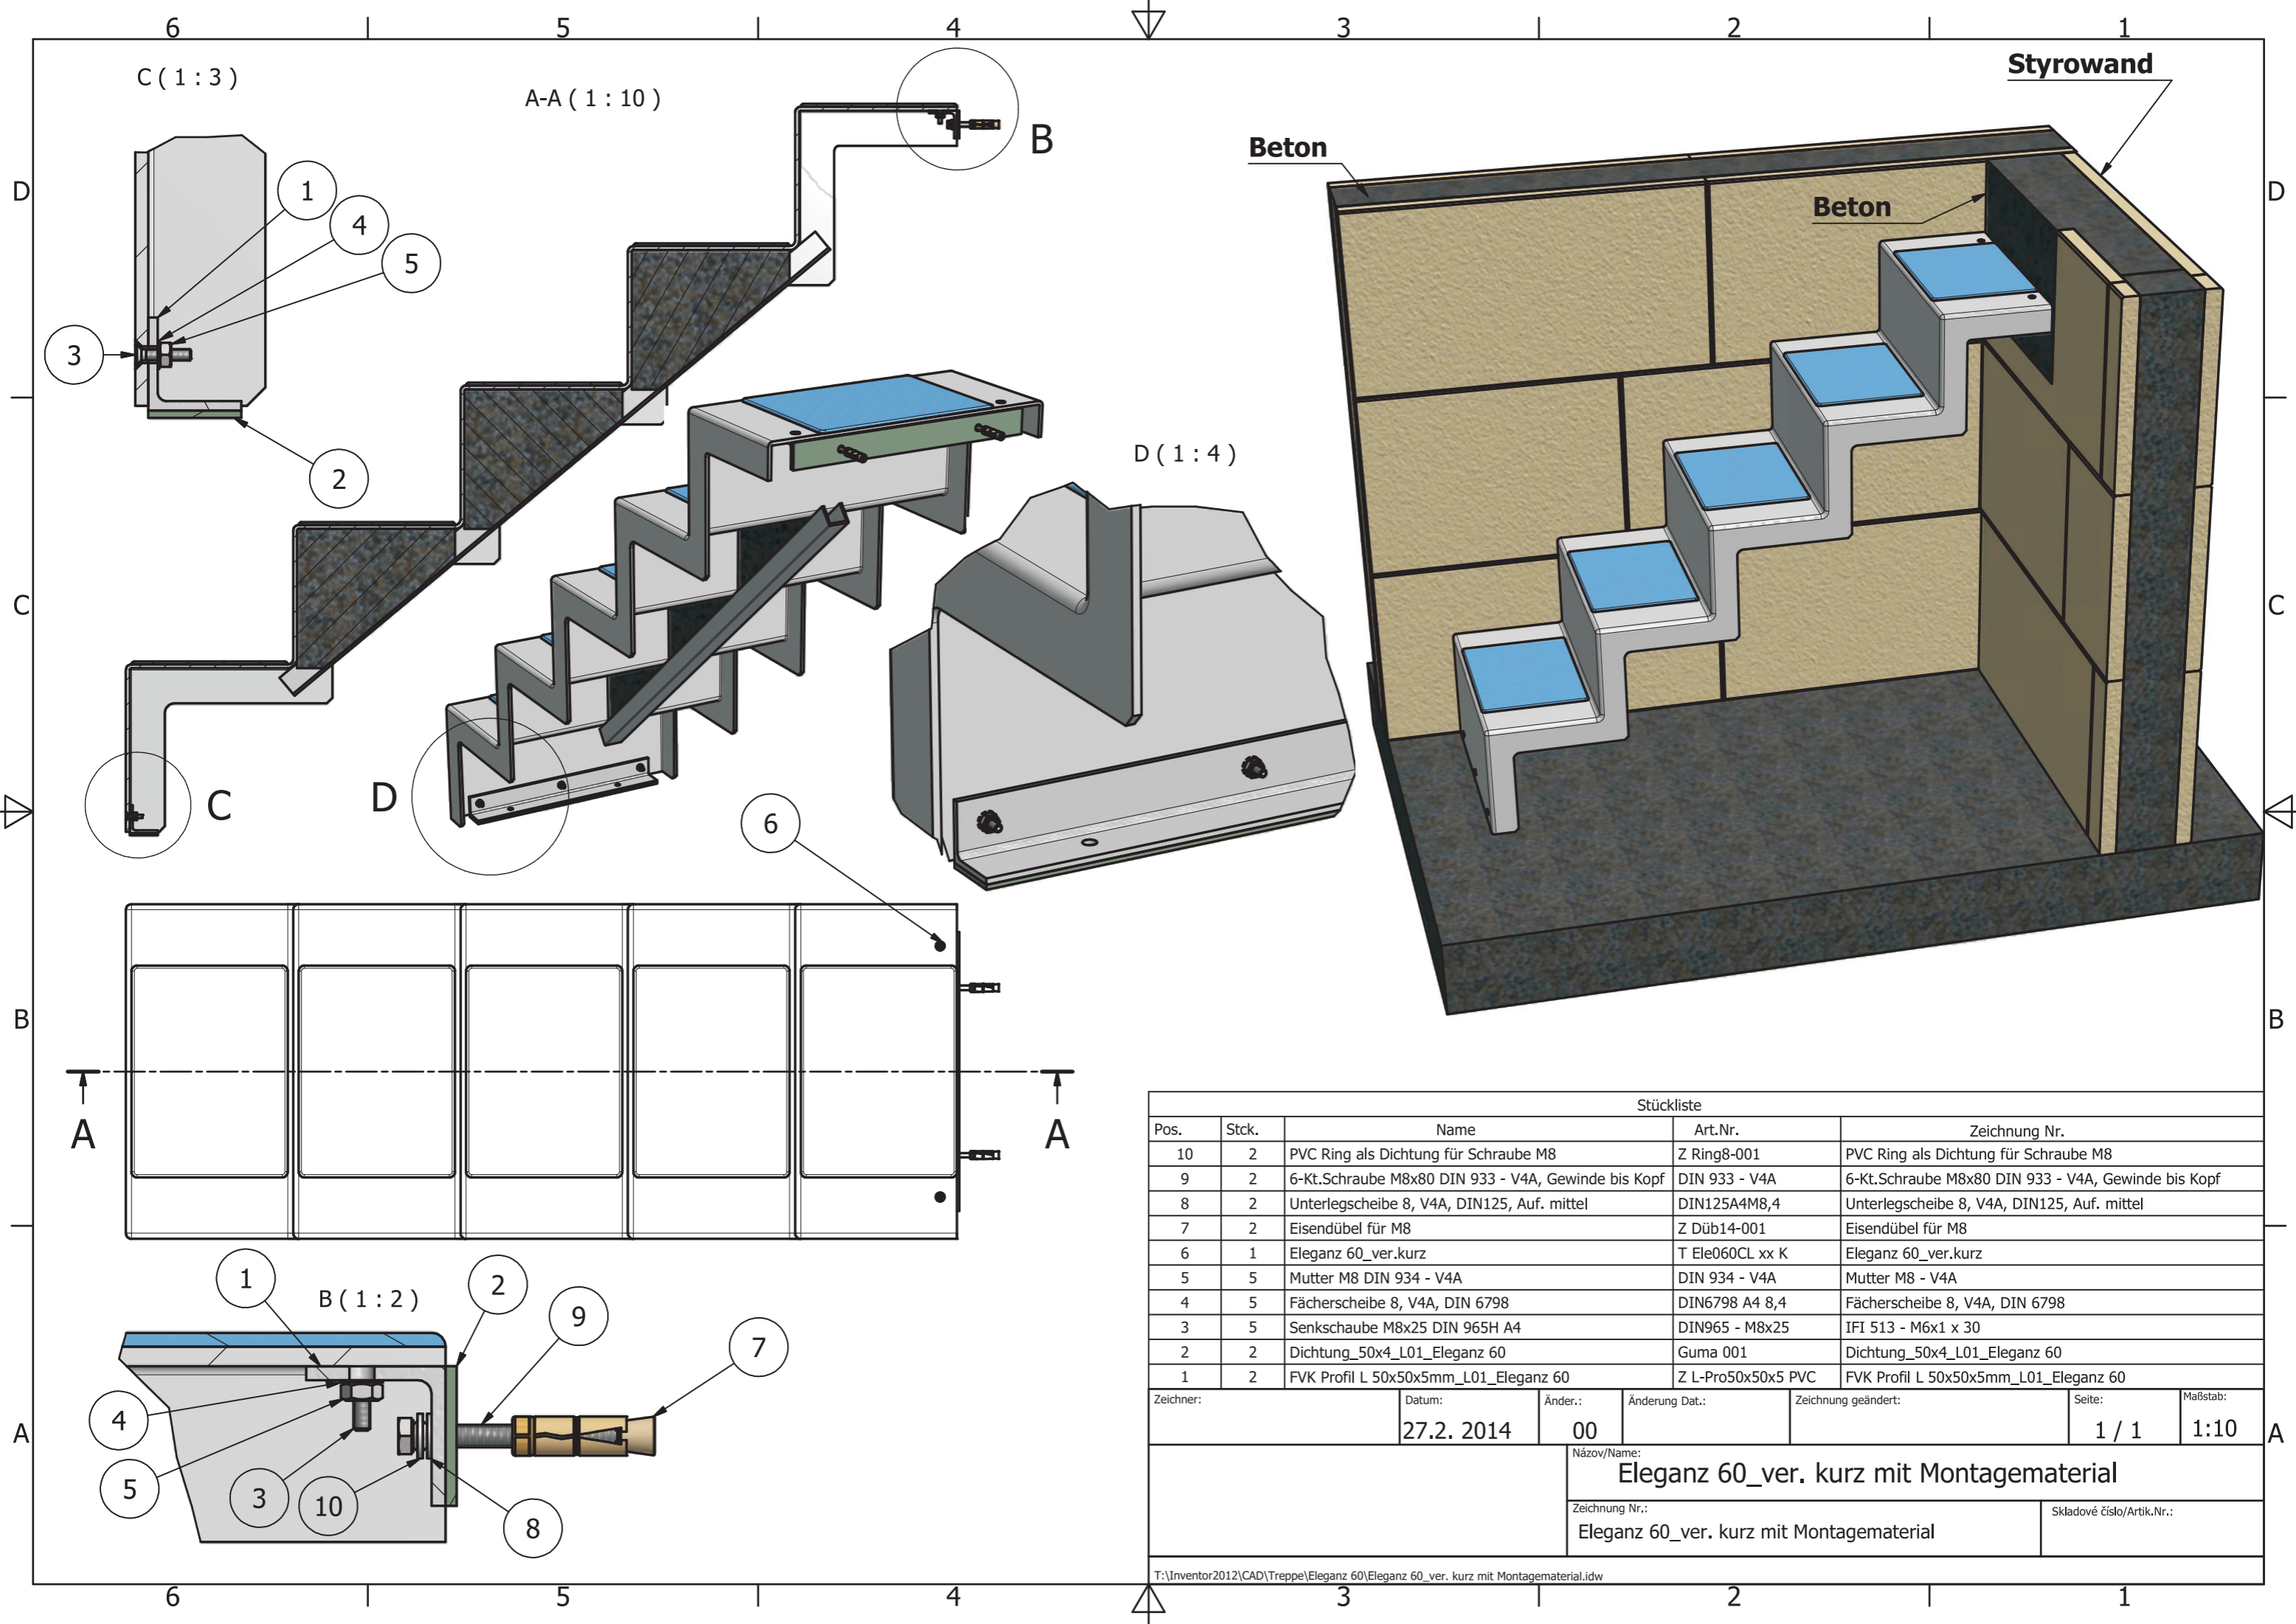 6 5 4 3 2 1
C ( 1 : 3 )
A-A ( 1 : 10 )
Styrowand
Beton
Beton
B
D
D
1
4
5
3
2
D ( 1 : 4 )
C
C
C
D
6
B
B
A
A
B ( 1 : 2 )
1
2
9
7
4
5
3
10
8
A
A
Stückliste
Pos. Stck. Name Art.Nr. Zeichnung Nr.
10 2 PVC Ring als Dichtung für Schraube M8 Z Ring8-001 PVC Ring als Dichtung für Schraube M8
9 2 6-Kt.Schraube M8x80 DIN 933 - V4A, Gewinde bis Kopf DIN 933 - V4A 6-Kt.Schraube M8x80 DIN 933 - V4A, Gewinde bis Kopf
8 2 Unterlegscheibe 8, V4A, DIN125, Auf. mittel DIN125A4M8,4 Unterlegscheibe 8, V4A, DIN125, Auf. mittel
7 2 Eisendübel für M8 Z Düb14-001 Eisendübel für M8
6 1 Eleganz 60_ver.kurz T Ele060CL xx K Eleganz 60_ver.kurz
5 5 Mutter M8 DIN 934 - V4A DIN 934 - V4A Mutter M8 - V4A
4 5 Fächerscheibe 8, V4A, DIN 6798 DIN6798 A4 8,4 Fächerscheibe 8, V4A, DIN 6798
3 5 Senkschaube M8x25 DIN 965H A4 DIN965 - M8x25 IFI 513 - M6x1 x 30
2 2 Dichtung_50x4_L01_Eleganz 60 Guma 001 Dichtung_50x4_L01_Eleganz 60
1 2 FVK Profil L 50x50x5mm_L01_Eleganz 60 Z L-Pro50x50x5 PVC FVK Profil L 50x50x5mm_L01_Eleganz 60
Zeichner: Datum: Änder.: Änderung Dat.: Zeichnung geändert: Seite: Maßstab:
27.2. 2014 00 1 / 1 1:10
Názov/Name:
Eleganz 60_ver. kurz mit Montagematerial
Zeichnung Nr.: Skladové číslo/Artik.Nr.:
Eleganz 60_ver. kurz mit Montagematerial
T:\Inventor2012\CAD\Treppe\Eleganz 60\Eleganz 60_ver. kurz mit Montagematerial.idw
6 5 4 3 2 1